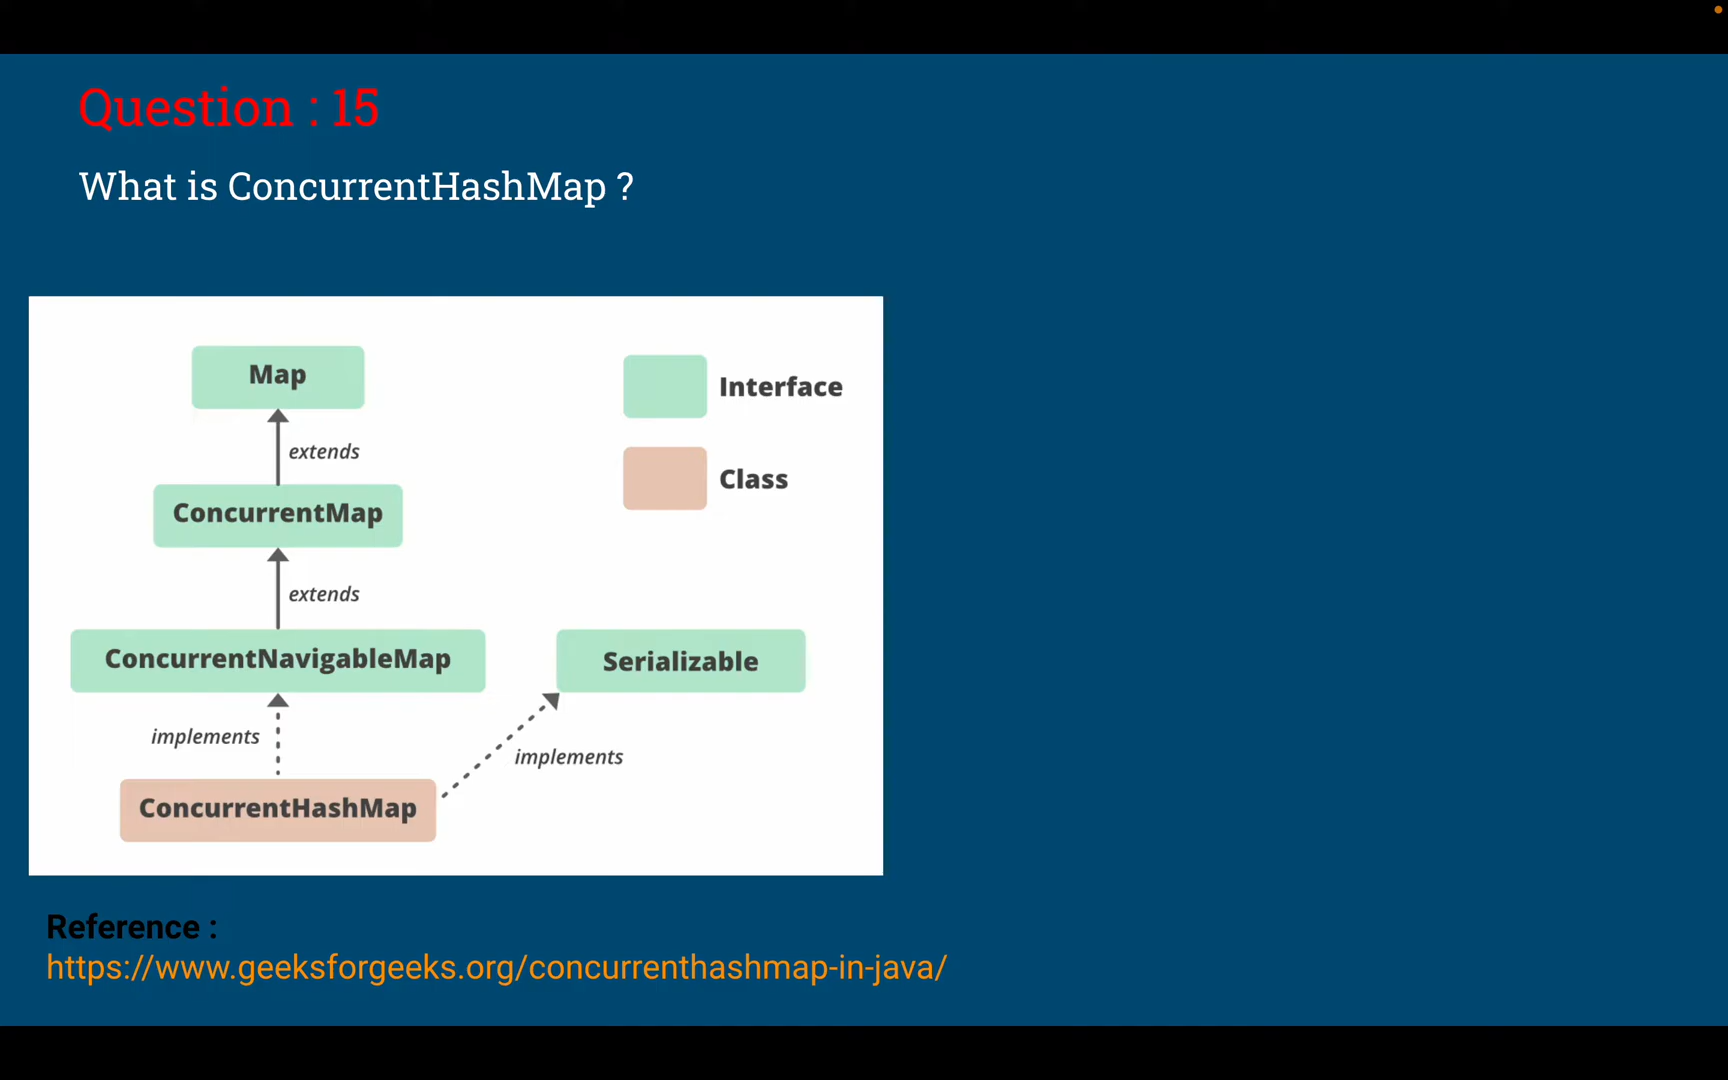 Question : 15
What is ConcurrentHashMap ?
Map
Interface
extends
Class
ConcurrentMap
extends
ConcurrentNavigableMap
Serializable
implements
implements
ConcurrentHashMap
Reference :
https://www.geeksforgeeks.org/concurrenthashmap-in-java/